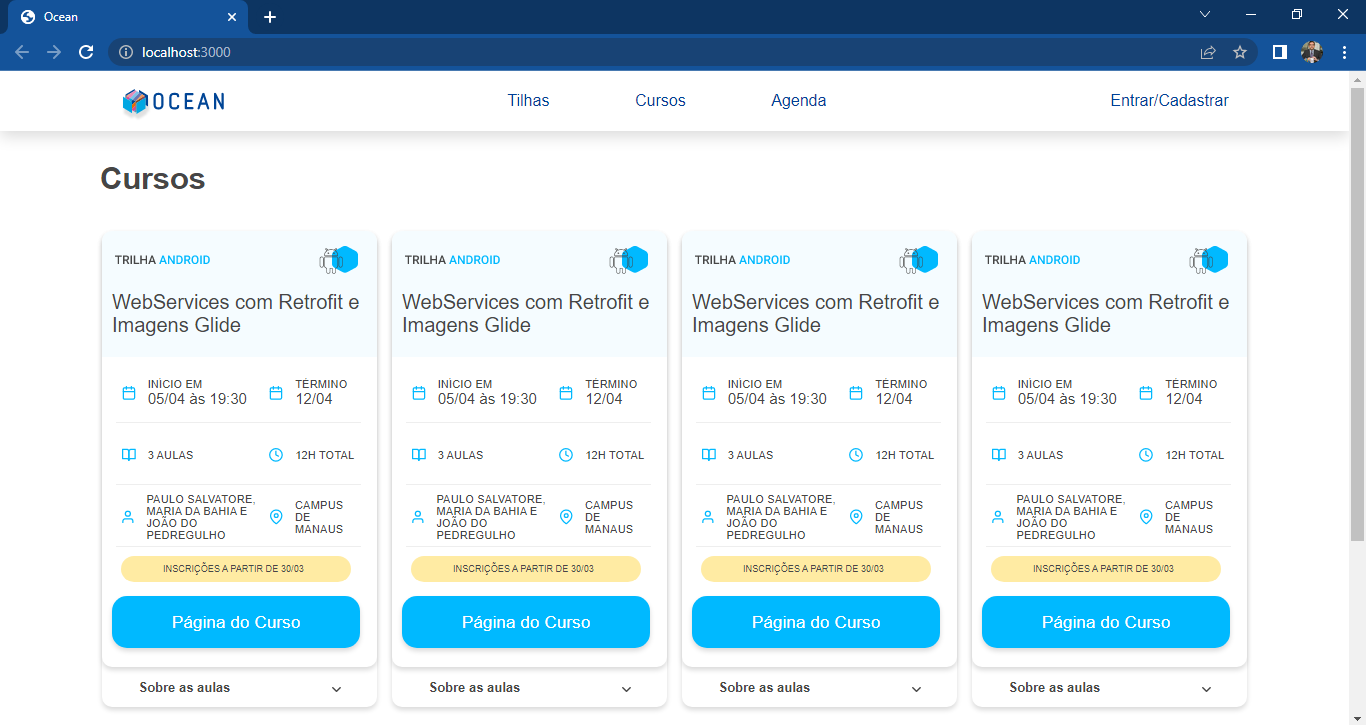 Ocean
localhost:3000
OCEAN
Tilhas
Cursos
Agenda
Entrar/Cadastrar
Cursos
TRILHA ANDROID
WebServices com Retrofit e
Imagens Glide
INÌCIO EM
05/04 às 19:30
TÉRMINO
12/04
3 AULAS
12H TOTAL
PAULO SALVATORE,
MARIA DA BAHIA E
JOÃO DO
PEDREGULHO
CAMPUS
DE
MANAUS
INSCRIÇÕES A PARTIR DE 30/03
Página do Curso
Sobre as aulas
TRILHA ANDROID
WebServices com Retrofit e
Imagens Glide
INÌCIO EM
05/04 às 19:30
TÉRMINO
12/04
3 AULAS
12H TOTAL
PAULO SALVATORE,
MARIA DA BAHIA E
JOÃO DO
PEDREGULHO
CAMPUS
DE
MANAUS
INSCRIÇÕES A PARTIR DE 30/03
Página do Curso
Sobre as aulas
TRILHA ANDROID
WebServices com Retrofit e
Imagens Glide
INÌCIO EM
05/04 às 19:30
TÉRMINO
12/04
3 AULAS
12H TOTAL
PAULO SALVATORE,
MARIA DA BAHIA E
JOÃO DO
PEDREGULHO
CAMPUS
DE
MANAUS
INSCRIÇÕES A PARTIR DE 30/03
Página do Curso
Sobre as aulas
TRILHA ANDROID
WebServices com Retrofit e
Imagens Glide
INÌCIO EM
05/04 às 19:30
TÉRMINO
12/04
3 AULAS
12H TOTAL
PAULO SALVATORE,
MARIA DA BAHIA E
JOÃO DO
PEDREGULHO
CAMPUS
DE
MANAUS
INSCRIÇÕES A PARTIR DE 30/03
Página do Curso
Sobre as aulas